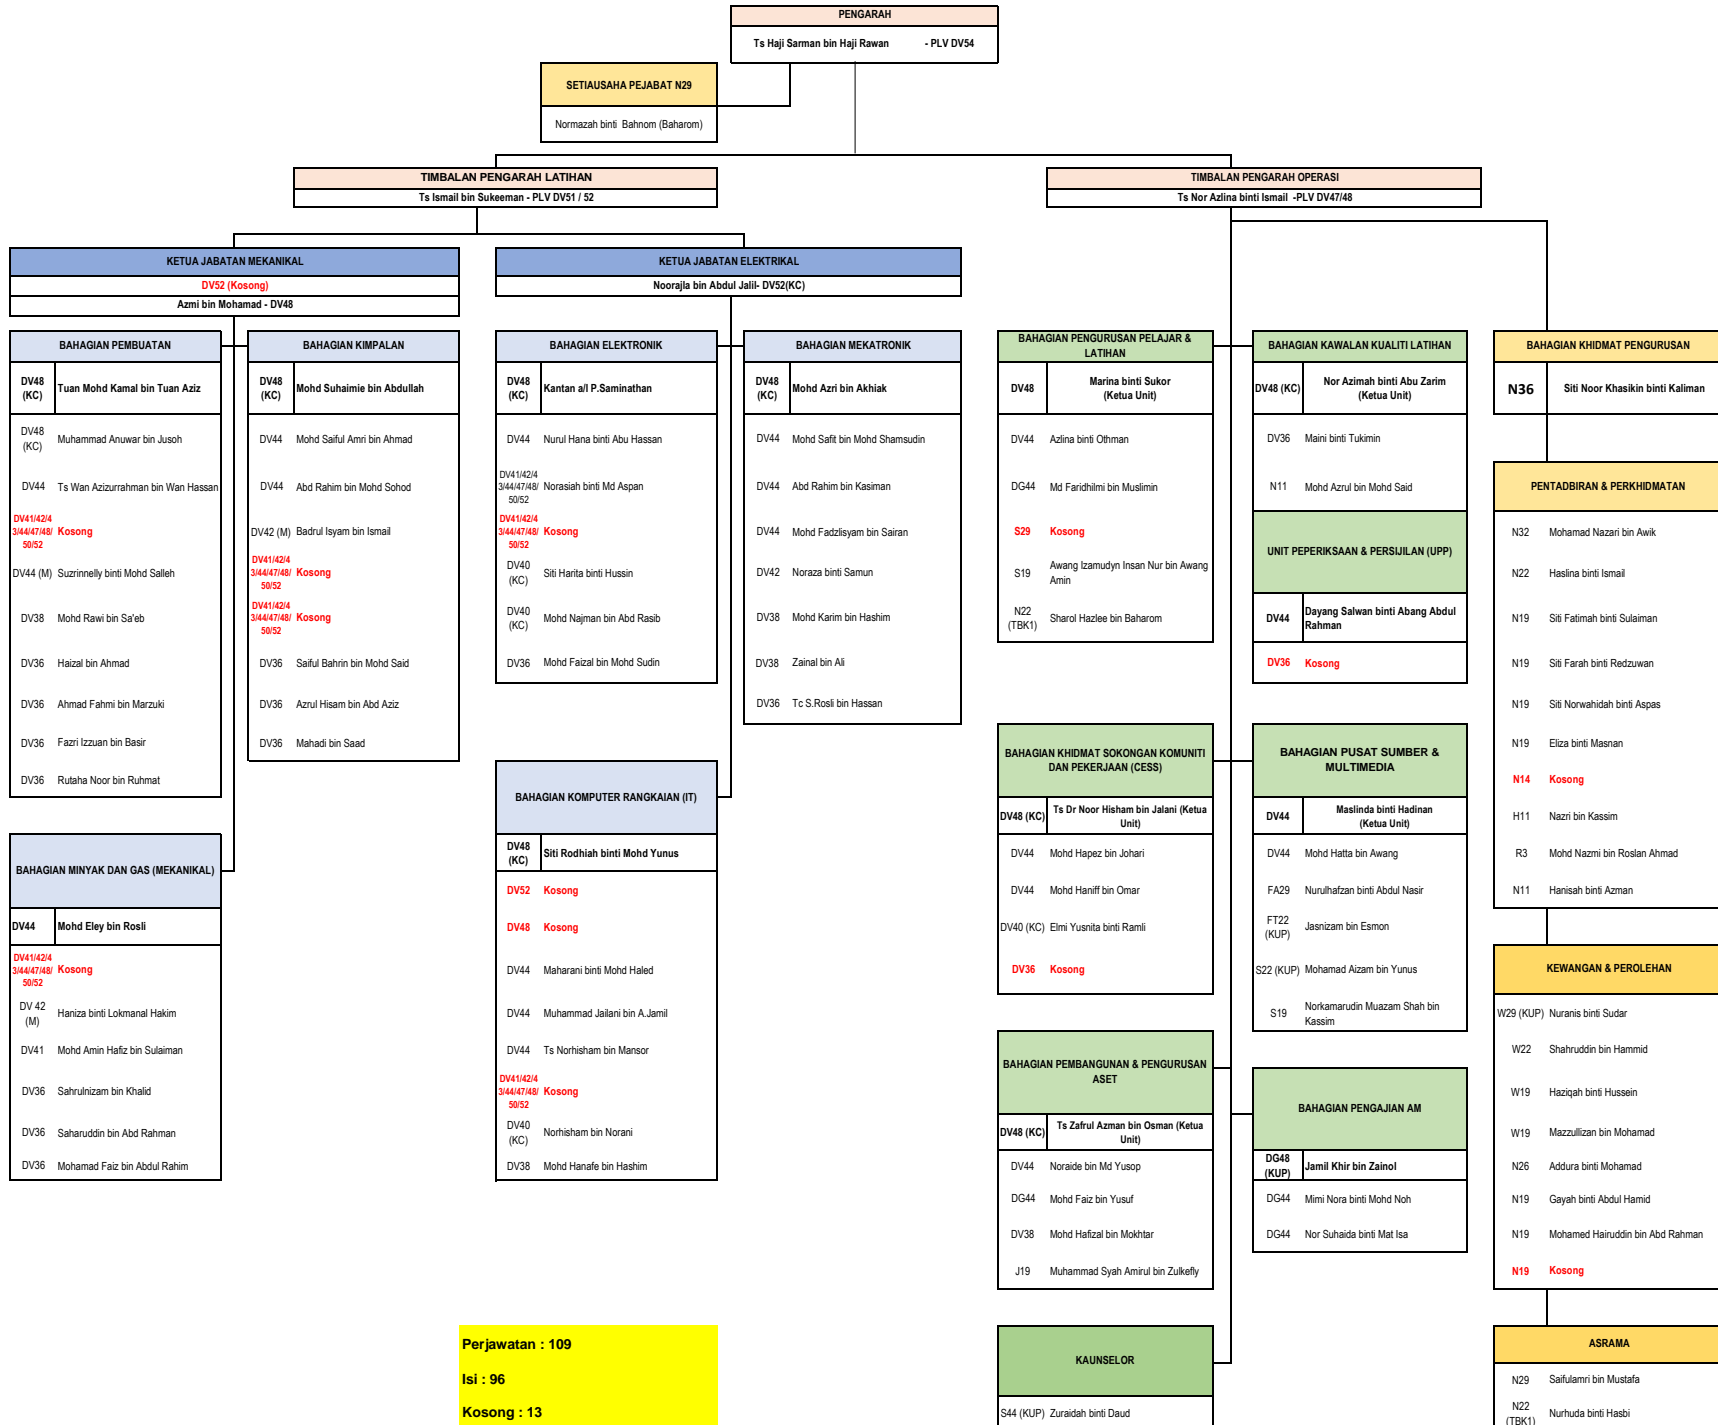 PENGARAH
Ts Haji Sarman bin Haji Rawan - PLV DV54
SETIAUSAHA PEJABAT N29
Normazah binti Bahnom (Baharom)
TIMBALAN PENGARAH LATIHAN
Ts Ismail bin Sukeeman - PLV DV51 / 52
TIMBALAN PENGARAH OPERASI
Ts Nor Azlina binti Ismail -PLV DV47/48
KETUA JABATAN MEKANIKAL
DV52 (Kosong)
Azmi bin Mohamad - DV48
KETUA JABATAN ELEKTRIKAL
Noorajla bin Abdul Jalil- DV52(KC)
BAHAGIAN PEMBUATAN
DV48
(KC)
Tuan Mohd Kamal bin Tuan Aziz
DV48
(KC)
Muhammad Anuwar bin Jusoh
DV44 Ts Wan Azizurrahman bin Wan Hassan
DV41/42/4
3/44/47/48/
50/52
Kosong
DV44 (M) Suzrinnelly binti Mohd Salleh
DV38 Mohd Rawi bin Sa'eb
DV36 Haizal bin Ahmad
DV36 Ahmad Fahmi bin Marzuki
DV36 Fazri Izzuan bin Basir
DV36 Rutaha Noor bin Ruhmat
BAHAGIAN MINYAK DAN GAS (MEKANIKAL)
DV44 Mohd Eley bin Rosli
DV41/42/4
3/44/47/48/
50/52
Kosong
DV 42
(M)
Haniza binti Lokmanal Hakim
DV41 Mohd Amin Hafiz bin Sulaiman
DV36 Sahrulnizam bin Khalid
DV36 Saharuddin bin Abd Rahman
DV36 Mohamad Faiz bin Abdul Rahim
BAHAGIAN KIMPALAN
DV48
(KC)
Mohd Suhaimie bin Abdullah
DV44 Mohd Saiful Amri bin Ahmad
DV44 Abd Rahim bin Mohd Sohod
DV42 (M) Badrul Isyam bin Ismail
DV41/42/4
3/44/47/48/
50/52
Kosong
DV41/42/4
3/44/47/48/
50/52
Kosong
DV36 Saiful Bahrin bin Mohd Said
DV36 Azrul Hisam bin Abd Aziz
DV36 Mahadi bin Saad
BAHAGIAN ELEKTRONIK
DV48
(KC)
Kantan a/l P.Saminathan
DV44 Nurul Hana binti Abu Hassan
DV41/42/4
3/44/47/48/
50/52
Norasiah binti Md Aspan
DV41/42/4
3/44/47/48/
50/52
Kosong
DV40
(KC)
Siti Harita binti Hussin
DV40
(KC)
Mohd Najman bin Abd Rasib
DV36 Mohd Faizal bin Mohd Sudin
BAHAGIAN KOMPUTER RANGKAIAN (IT)
DV48
(KC)
Siti Rodhiah binti Mohd Yunus
DV52 Kosong
DV48 Kosong
DV44 Maharani binti Mohd Haled
DV44 Muhammad Jailani bin A.Jamil
DV44 Ts Norhisham bin Mansor
DV41/42/4
3/44/47/48/
50/52
Kosong
DV40
(KC)
Norhisham bin Norani
DV38 Mohd Hanafe bin Hashim
BAHAGIAN MEKATRONIK
DV48
(KC)
Mohd Azri bin Akhiak
DV44 Mohd Safit bin Mohd Shamsudin
DV44 Abd Rahim bin Kasiman
DV44 Mohd Fadzlisyam bin Sairan
DV42 Noraza binti Samun
DV38 Mohd Karim bin Hashim
DV38 Zainal bin Ali
DV36 Tc S.Rosli bin Hassan
BAHAGIAN PENGURUSAN PELAJAR &
LATIHAN
DV48 Marina binti Sukor
(Ketua Unit)
DV44 Azlina binti Othman
DG44 Md Faridhilmi bin Muslimin
S29 Kosong
S19 Awang Izamudyn Insan Nur bin Awang
Amin
N22
(TBK1)
Sharol Hazlee bin Baharom
BAHAGIAN KAWALAN KUALITI LATIHAN
DV48 (KC) Nor Azimah binti Abu Zarim
(Ketua Unit)
DV36 Maini binti Tukimin
N11 Mohd Azrul bin Mohd Said
UNIT PEPERIKSAAN & PERSIJILAN (UPP)
DV44 Dayang Salwan binti Abang Abdul
Rahman
DV36 Kosong
BAHAGIAN KHIDMAT SOKONGAN KOMUNITI
DAN PEKERJAAN (CESS)
DV48 (KC) Ts Dr Noor Hisham bin Jalani (Ketua
Unit)
DV44 Mohd Hapez bin Johari
DV44 Mohd Haniff bin Omar
DV40 (KC) Elmi Yusnita binti Ramli
DV36 Kosong
BAHAGIAN PUSAT SUMBER &
MULTIMEDIA
DV44 Maslinda binti Hadinan
(Ketua Unit)
DV44 Mohd Hatta bin Awang
FA29 Nurulhafzan binti Abdul Nasir
FT22
(KUP)
Jasnizam bin Esmon
S22 (KUP) Mohamad Aizam bin Yunus
S19 Norkamarudin Muazam Shah bin
Kassim
BAHAGIAN PEMBANGUNAN & PENGURUSAN
ASET
DV48 (KC) Ts Zafrul Azman bin Osman (Ketua
Unit)
DV44 Noraide bin Md Yusop
DG44 Mohd Faiz bin Yusuf
DV38 Mohd Hafizal bin Mokhtar
J19 Muhammad Syah Amirul bin Zulkefly
BAHAGIAN PENGAJIAN AM
DG48
(KUP)
Jamil Khir bin Zainol
DG44 Mimi Nora binti Mohd Noh
DG44 Nor Suhaida binti Mat Isa
KAUNSELOR
S44 (KUP) Zuraidah binti Daud
BAHAGIAN KHIDMAT PENGURUSAN
N36 Siti Noor Khasikin binti Kaliman
PENTADBIRAN & PERKHIDMATAN
N32 Mohamad Nazari bin Awik
N22 Haslina binti Ismail
N19 Siti Fatimah binti Sulaiman
N19 Siti Farah binti Redzuwan
N19 Siti Norwahidah binti Aspas
N19 Eliza binti Masnan
N14 Kosong
H11 Nazri bin Kassim
R3 Mohd Nazmi bin Roslan Ahmad
N11 Hanisah binti Azman
KEWANGAN & PEROLEHAN
W29 (KUP) Nuranis binti Sudar
W22 Shahruddin bin Hammid
W19 Haziqah binti Hussein
W19 Mazzullizan bin Mohamad
N26 Addura binti Mohamad
N19 Gayah binti Abdul Hamid
N19 Mohamed Hairuddin bin Abd Rahman
N19 Kosong
ASRAMA
N29 Saifulamri bin Mustafa
N22
(TBK1)
Nurhuda binti Hasbi
Perjawatan : 109
Isi : 96
Kosong : 13